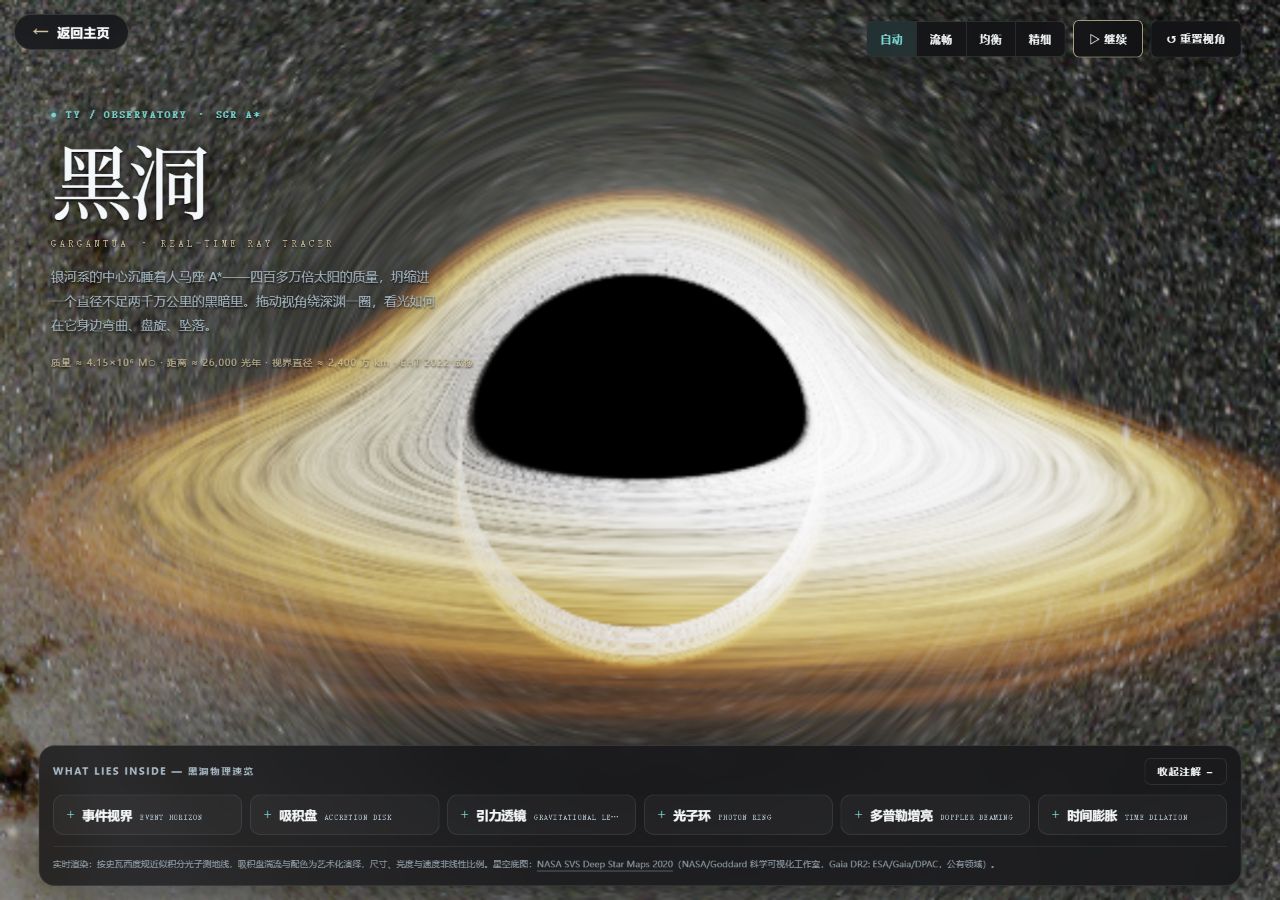 ← 返回主页
自动 流畅 均衡 精细 ▷ 继续 ↺ 重置视角
TY / OBSERVATORY · SGR A*
黑洞
GARGANTUA · REAL-TIME RAY TRACER
银河系的中心沉睡着人马座 A*——四百多万倍太阳的质量，坍缩进
一个直径不足两千万公里的黑暗里。拖动视角绕深渊一圈，看光如何
在它身边弯曲、盘旋、坠落。
质量 ≈ 4.15×10⁶ M☉ · 距离 ≈ 26,000 光年 · 视界直径 ≈ 2,400 万 km · EHT 2022
WHAT LIES INSIDE — 黑洞物理速览
收起注解 −
+ 事件视界 EVENT HORIZON + 吸积盘 ACCRETION DISK + 引力透镜 GRAVITATIONAL LE… + 光子环 PHOTON RING + 多普勒增亮 DOPPLER BEAMING + 时间膨胀 TIME DILATION
实时渲染：按史瓦西度规近似积分光子测地线，吸积盘湍流与配色为艺术化演绎，尺寸、亮度与速度非线性比例。星空底图：NASA SVS Deep Star Maps 2020（NASA/Goddard 科学可视化工作室，Gaia DR2: ESA/Gaia/DPAC，公有领域）。